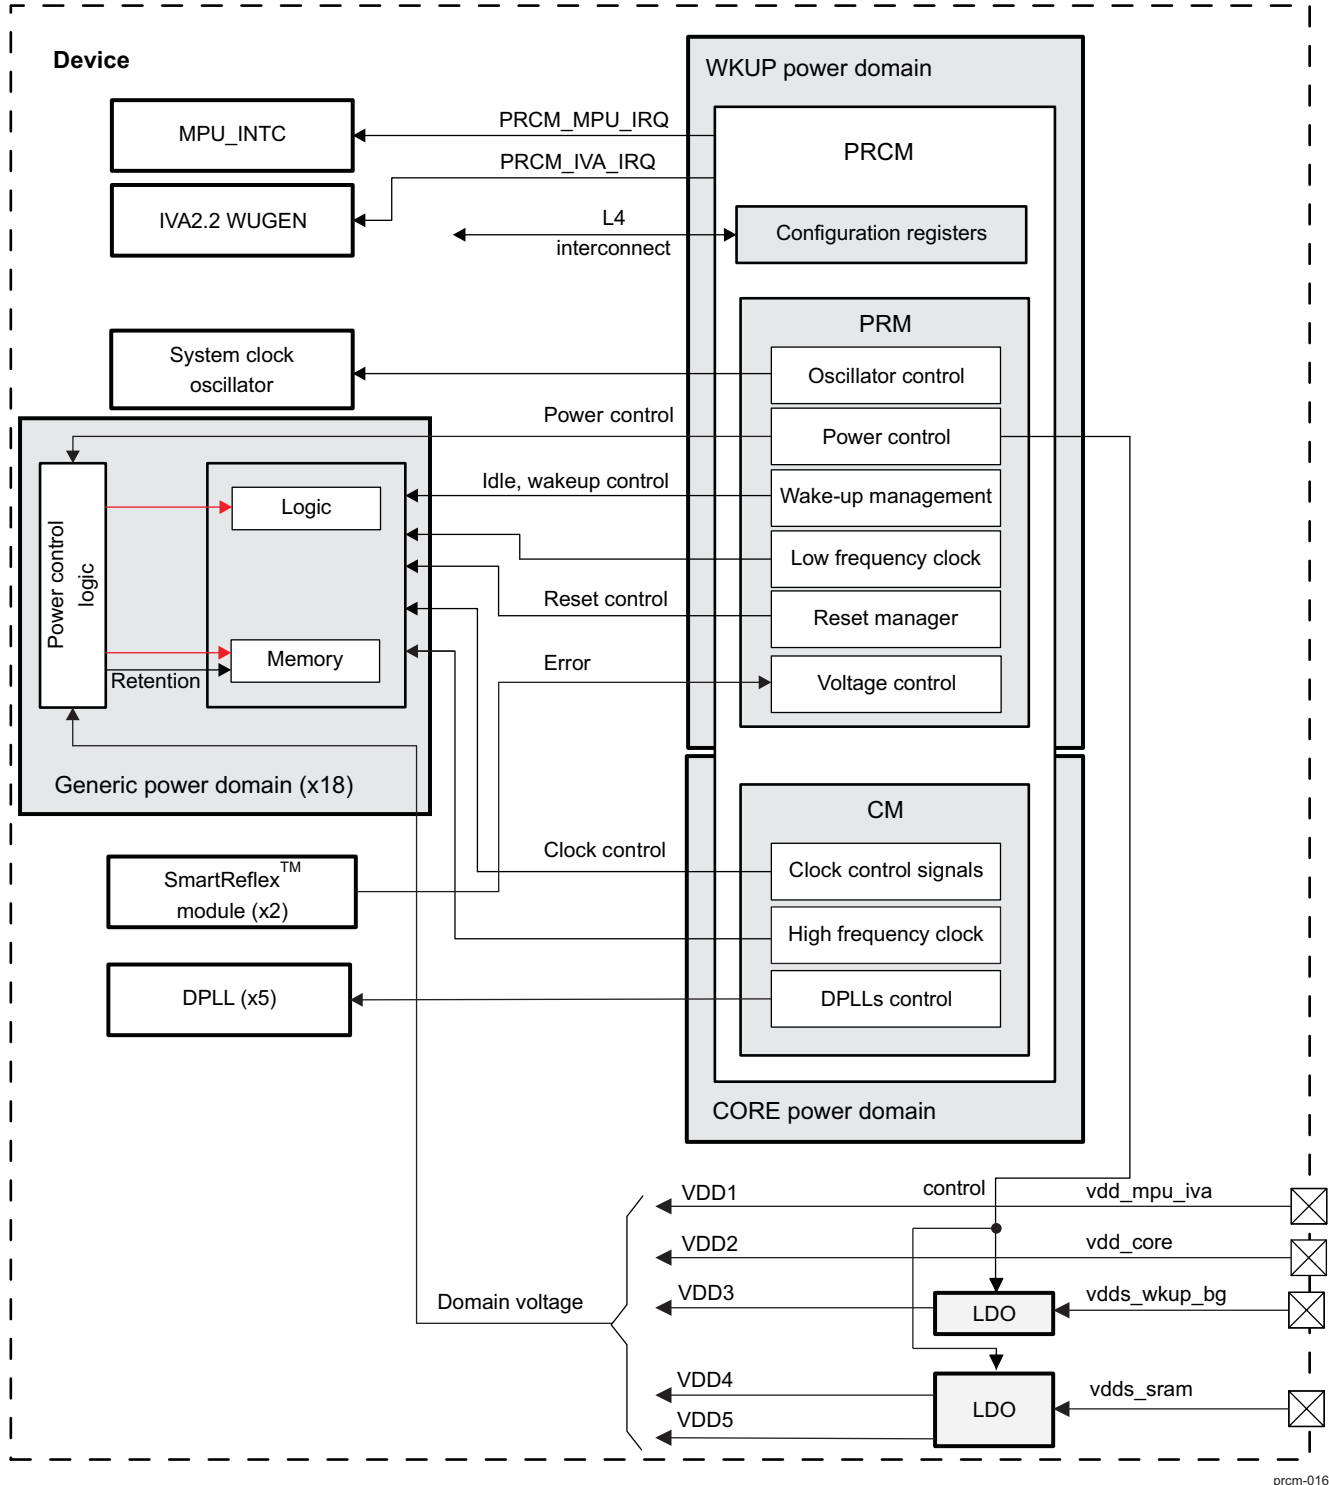 Device
WKUP power domain
MPU_INTC
PRCM_MPU_IRQ
PRCM
PRCM_IVA_IRQ
IVA2.2 WUGEN
L4
interconnect
Configuration registers
PRM
System clock
oscillator
Oscillator control
Power control
Power control
Idle, wakeup control
Wake-up management
Logic
Low frequency clock
Power control
logic
Reset control
Reset manager
Memory
Error
Retention
Voltage control
Generic power domain (x18)
CM
Clock control
Clock control signals
SmartReflex™
module (x2)
High frequency clock
DPLL (x5)
DPLLs control
CORE power domain
VDD1
control
vdd_mpu_iva
VDD2
vdd_core
VDD3
vdds_wkup_bg
Domain voltage
LDO
VDD4
vdds_sram
LDO
VDD5
prcm-016